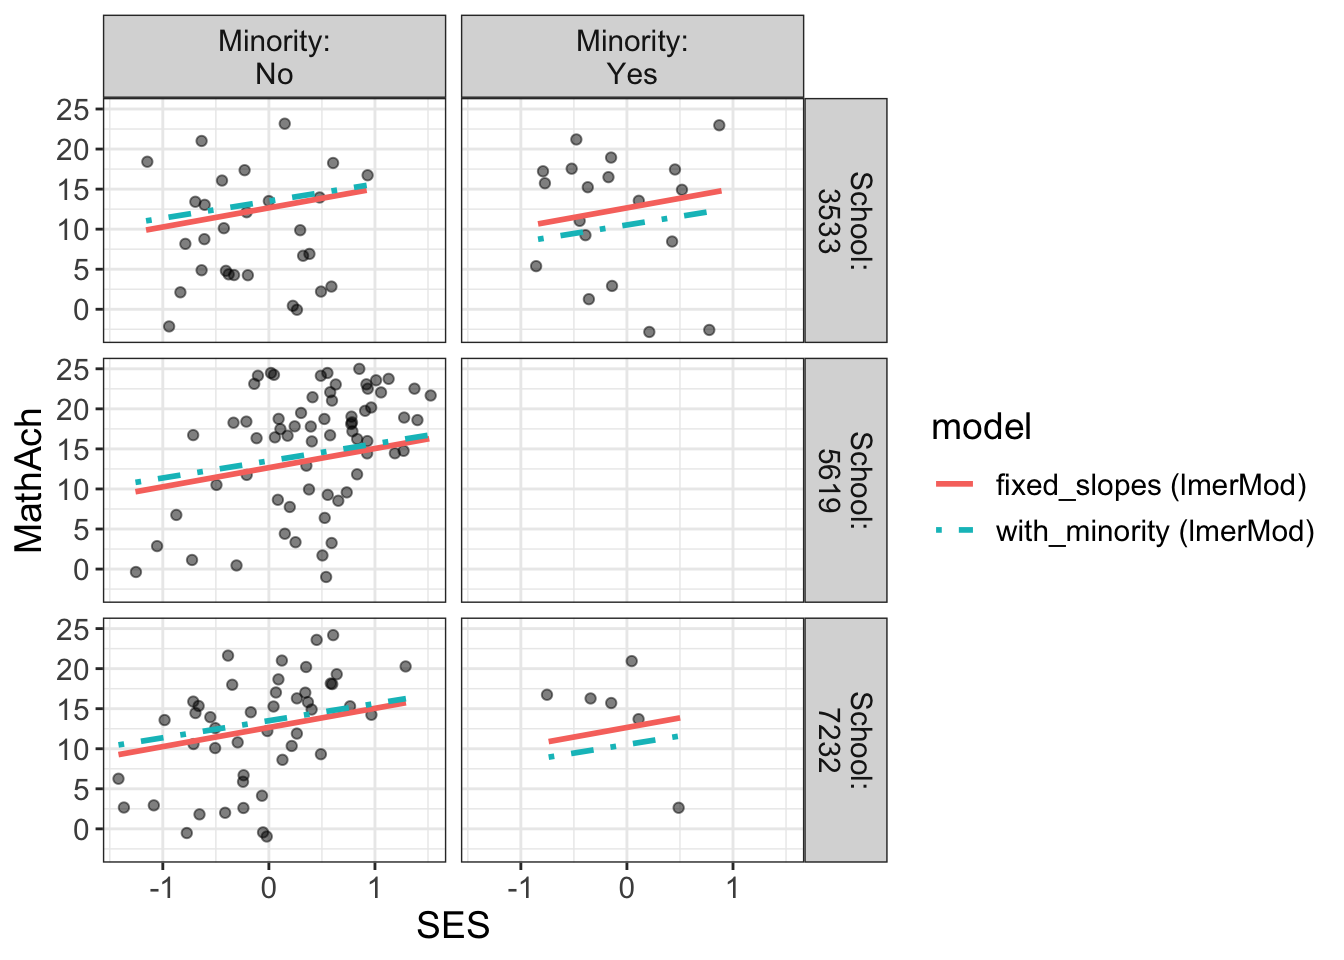 Minority:
No
Minority:
Yes
25
20
15
10
5
0
School:
3533
25
20
15
10
5
0
School:
5619
25
20
15
10
5
0
School:
7232
-1
0
1
-1
0
1
SES
MathAch
model
fixed_slopes (lmerMod)
with_minority (lmerMod)